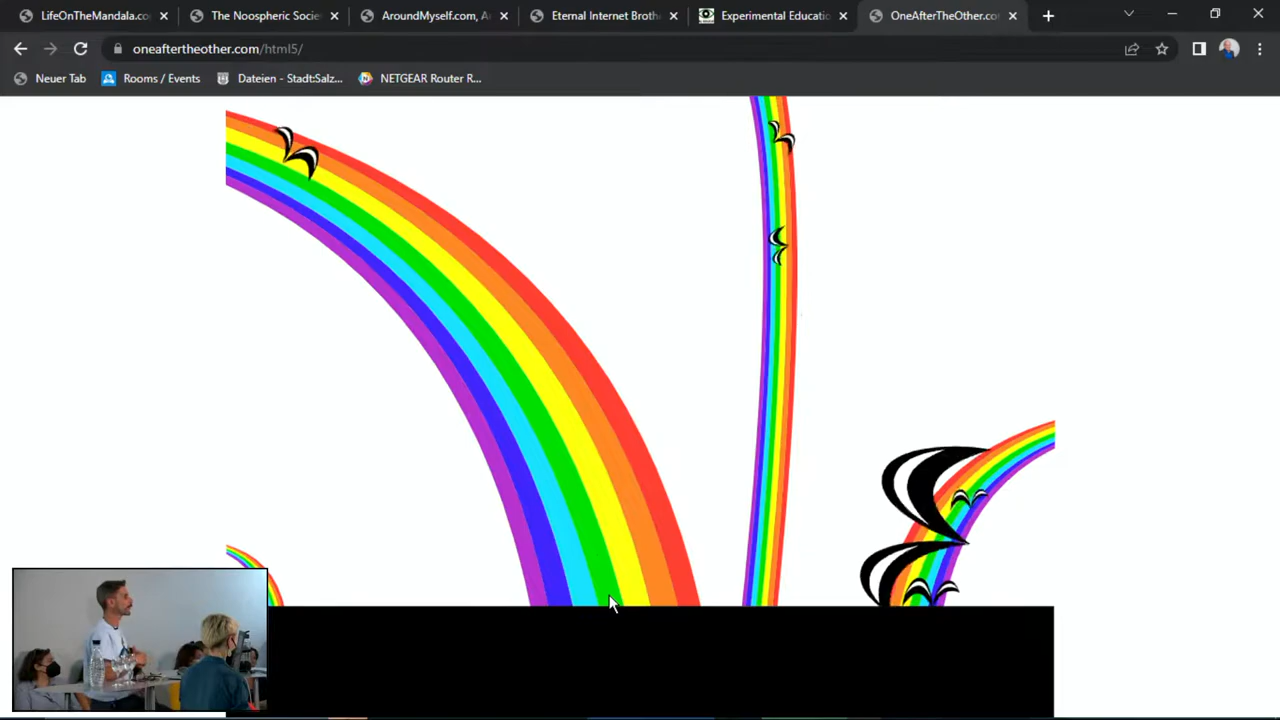 LifeOnTheMandala.co
The Noospheric Socie
AroundMyself.com, A
Eternal Internet Broth
Experimental Educatio
OneAfterTheOther.co
oneaftertheother.com/html5/
Neuer Tab
Rooms / Events
Dateien - Stadt:Salz...
NETGEAR Router R...